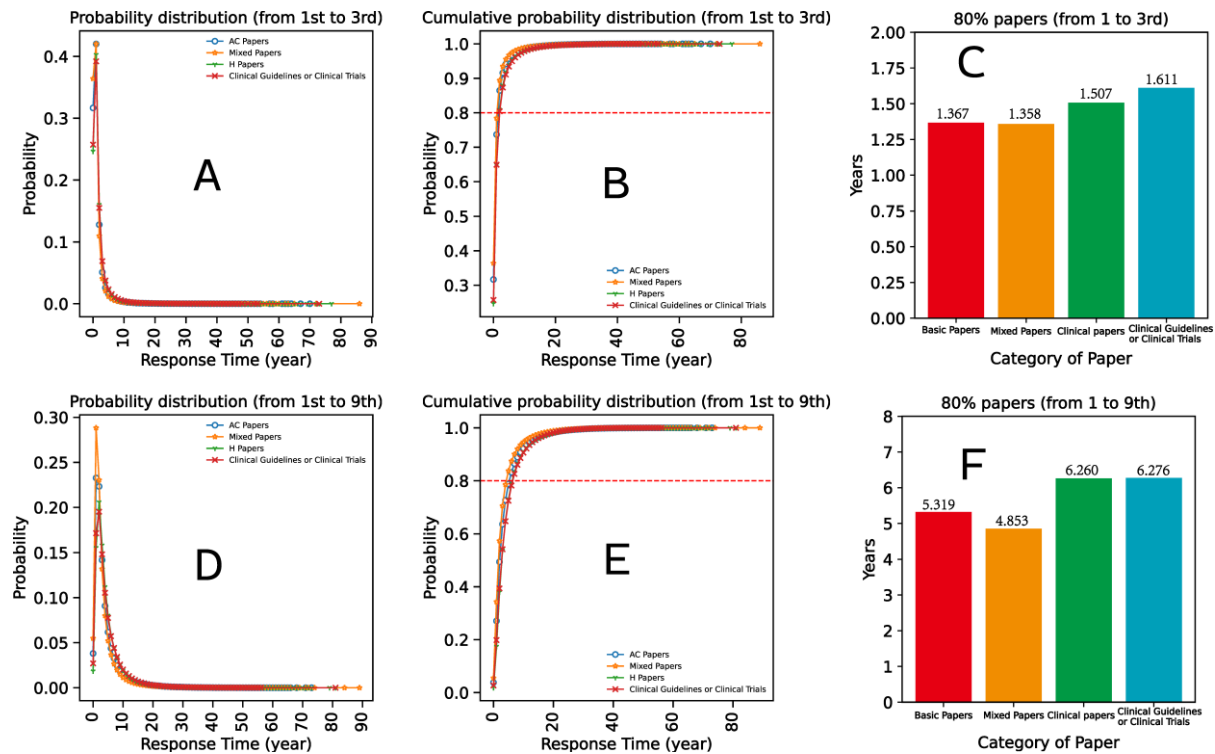 Probability distribution (from 1st to 3rd)
0.4
0.3
0.2
0.1
0.0
Probability
AC Papers
Mixed Papers
H Papers
Clinical Guidelines or Clinical Trials
A
0
10
20
30
40
50
60
70
80
90
Response Time (year)
Cumulative probability distribution (from 1st to 3rd)
1.0
0.9
0.8
0.7
0.6
0.5
0.4
0.3
Probability
B
AC Papers
Mixed Papers
H Papers
Clinical Guidelines or Clinical Trials
0
20
40
60
80
Response Time (year)
80% papers (from 1 to 3rd)
2.00
1.75
1.50
1.25
1.00
0.75
0.50
0.25
0.00
Years
C
1.367
1.358
1.507
1.611
Basic Papers
Mixed Papers
Clinical papers
Clinical Guidelines
or Clinical Trials
Category of Paper
Probability distribution (from 1st to 9th)
0.30
0.25
0.20
0.15
0.10
0.05
0.00
Probability
AC Papers
Mixed Papers
H Papers
Clinical Guidelines or Clinical Trials
D
0
10
20
30
40
50
60
70
80
90
Response Time (year)
Cumulative probability distribution (from 1st to 9th)
1.0
0.8
0.6
0.4
0.2
0.0
Probability
E
AC Papers
Mixed Papers
H Papers
Clinical Guidelines or Clinical Trials
0
20
40
60
80
Response Time (year)
80% papers (from 1 to 9th)
8
7
6
5
4
3
2
1
0
Years
F
5.319
4.853
6.260
6.276
Basic Papers
Mixed Papers
Clinical papers
Clinical Guidelines
or Clinical Trials
Category of Paper